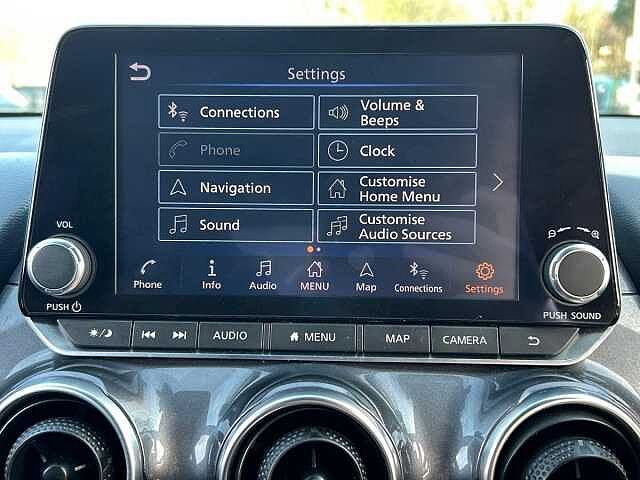 Settings
Connections
Volume &
Beeps
Phone
Clock
Navigation
Customise
Home Menu
Sound
Customise
Audio Sources
Phone
Info
Audio
MENU
Map
Connections
Settings
VOL
PUSH
PUSH SOUND
AUDIO
MENU
MAP
CAMERA